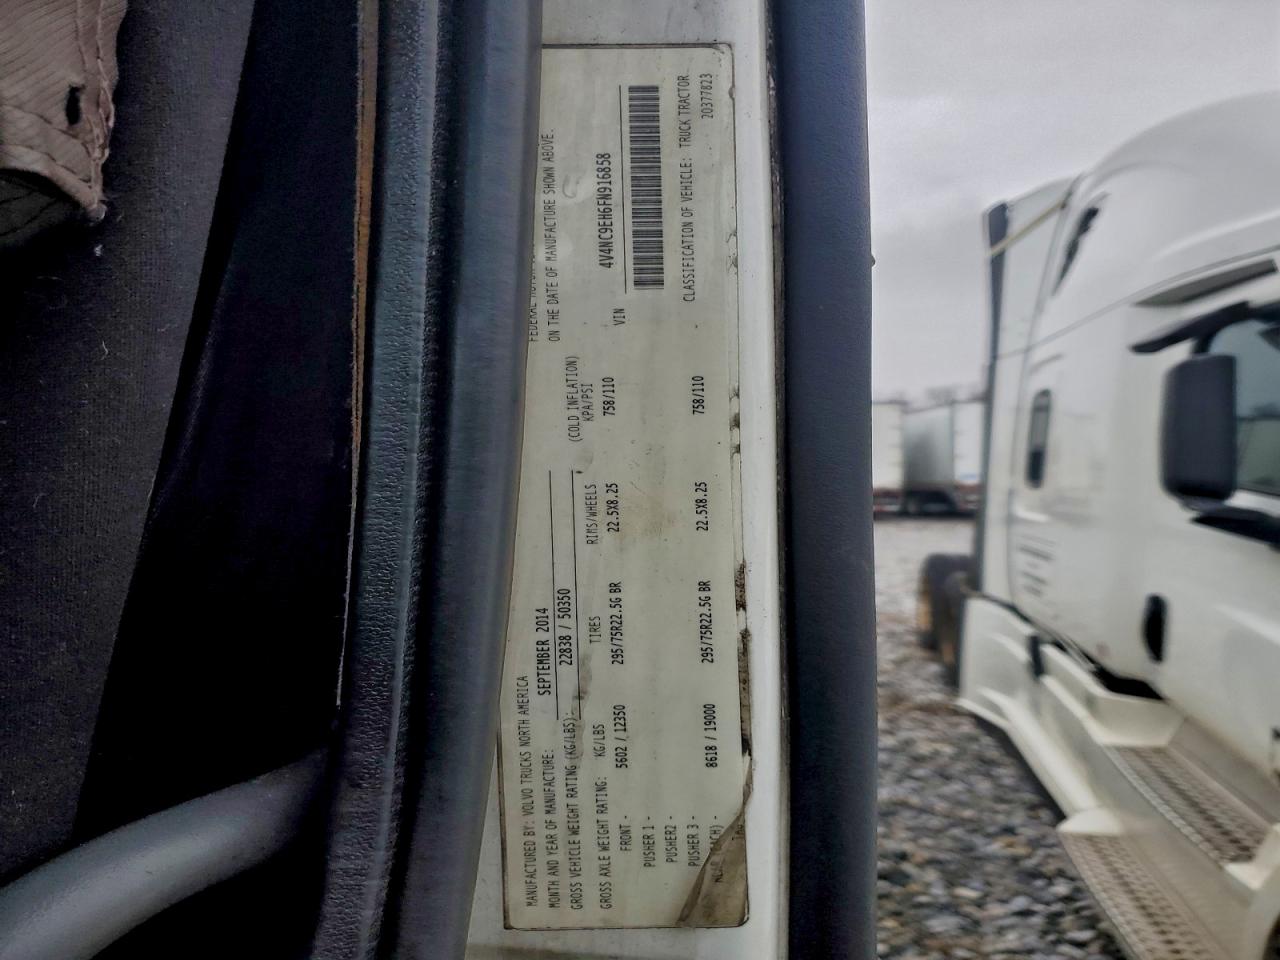 MANUFACTURED BY: VOLVO TRUCKS NORTH AMERICA
MONTH AND YEAR OF MANUFACTURE: SEPTEMBER 2014
GROSS VEHICLE WEIGHT RATING (KG/LBS): 22838 / 50350
GROSS AXLE WEIGHT RATING: KG/LBS TIRES RIMS/WHEELS (COLD INFLATION) KPA/PSI
FRONT - 5602 / 12350 295/75R22.5G BR 22.5X8.25 758/110
PUSHER 1 -
PUSHER2 -
PUSHER 3 -
8618 / 19000 295/75R22.5G BR 22.5X8.25 758/110
ON THE DATE OF MANUFACTURE SHOWN ABOVE.
VIN 4V4NC9EH6FN916858
CLASSIFICATION OF VEHICLE: TRUCK TRACTOR
20377823